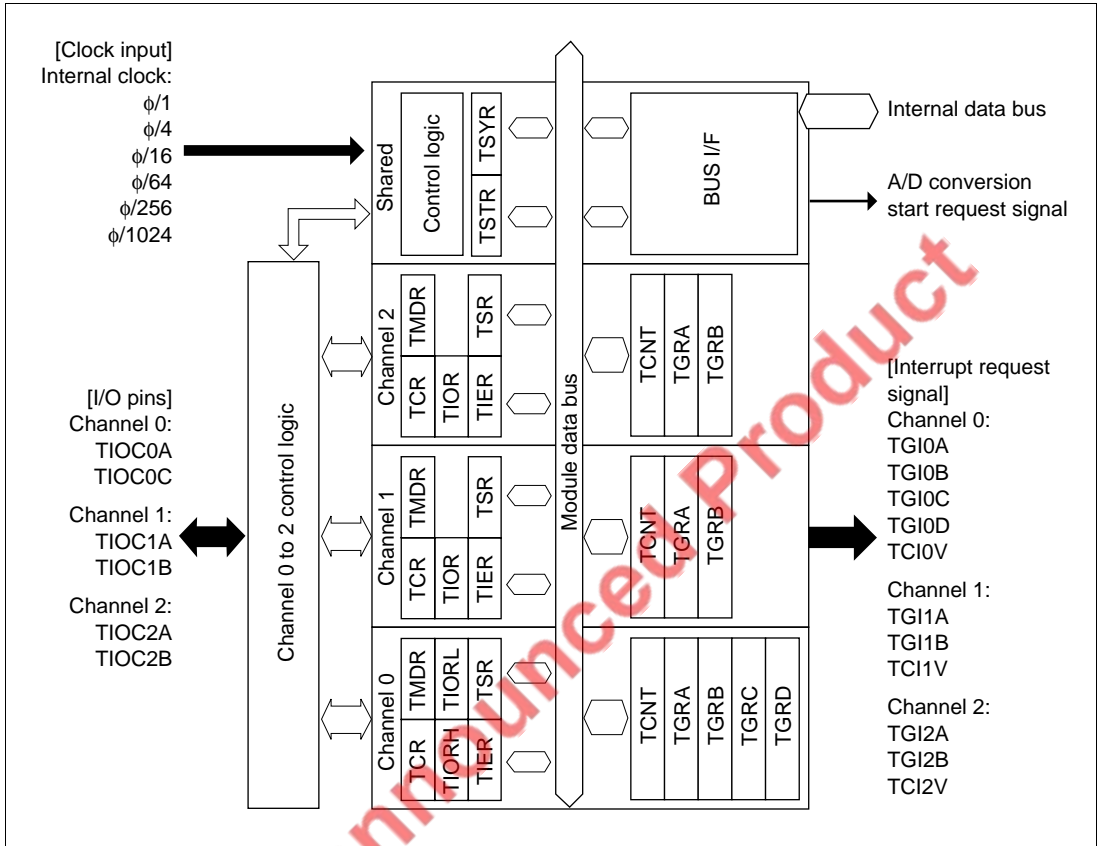 [Clock input]
Internal clock:
ϕ/1
ϕ/4
ϕ/16
ϕ/64
ϕ/256
ϕ/1024
[I/O pins]
Channel 0:
TIOC0A
TIOC0C
Channel 1:
TIOC1A
TIOC1B
Channel 2:
TIOC2A
TIOC2B
Channel 0 to 2 control logic
Shared
Control logic
TSTR TSYR
BUS I/F
Channel 2
TCR TMDR
TIOR
TIER TSR
TCNT
TGRA
TGRB
Channel 1
TCR TMDR
TIOR
TIER TSR
TCNT
TGRA
TGRB
Channel 0
TCR TMDR
TIORH TIORL
TIER TSR
TCNT
TGRA
TGRB
TGRC
TGRD
Module data bus
Internal data bus
A/D conversion
start request signal
[Interrupt request
signal]
Channel 0:
TGI0A
TGI0B
TGI0C
TGI0D
TCI0V
Channel 1:
TGI1A
TGI1B
TCI1V
Channel 2:
TGI2A
TGI2B
TCI2V
nnounced Product